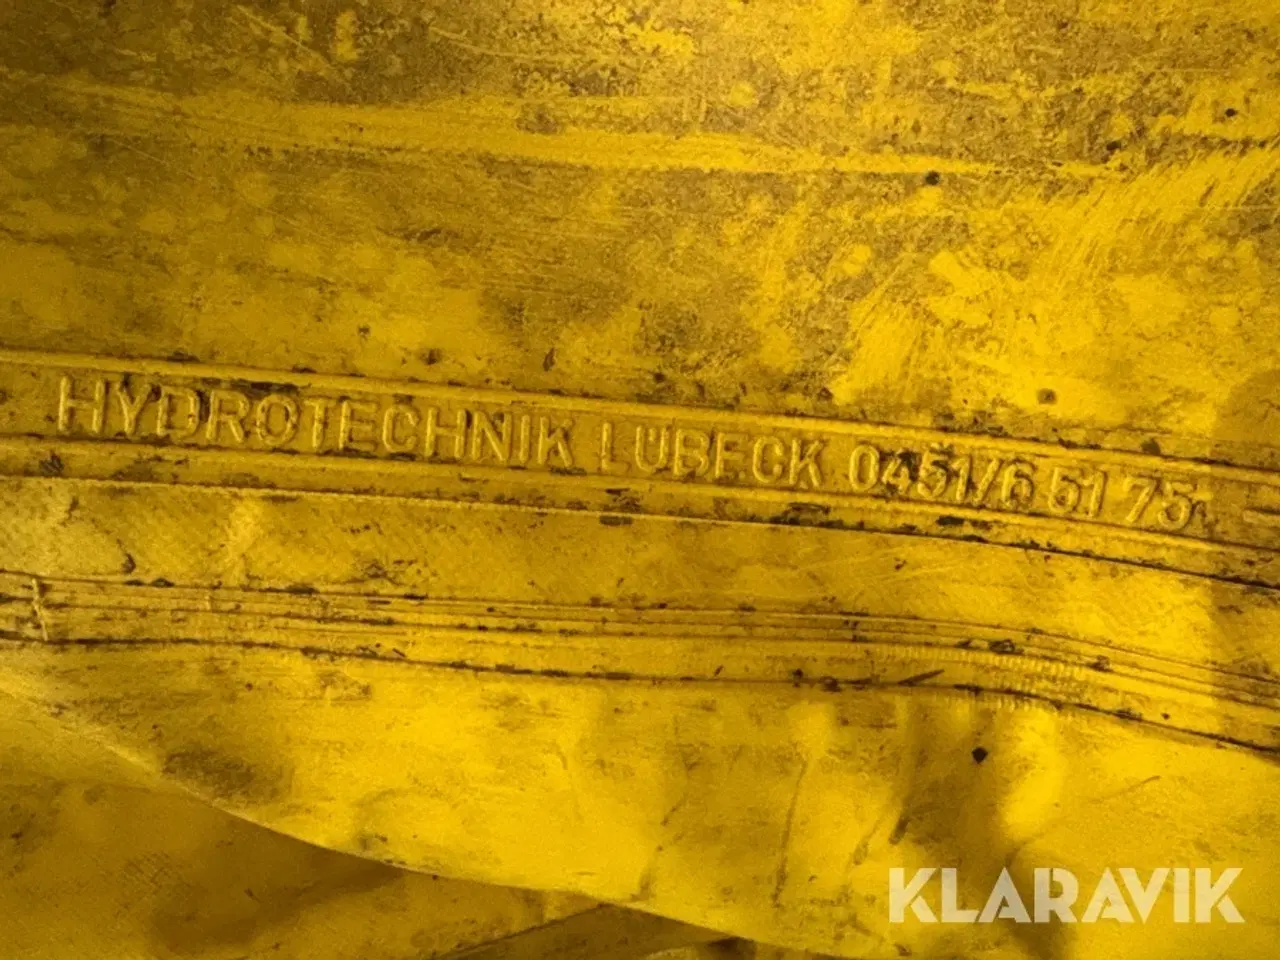 HYDROTECHNIK LÜBECK 0451/6 51 75
KLARAVIK